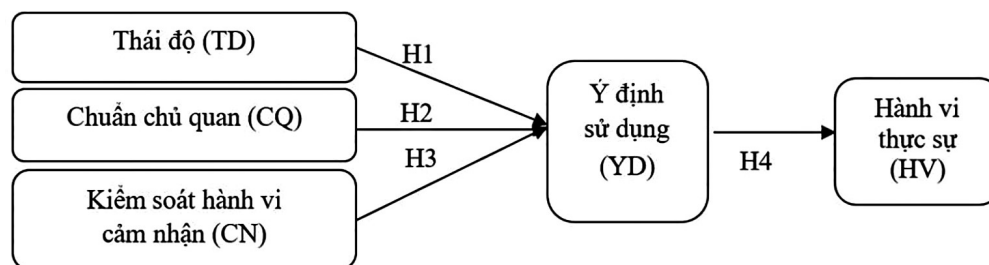 Thái độ (TD)
H1
Chuẩn chủ quan (CQ)
H2
H3
Kiểm soát hành vi
cảm nhận (CN)
Ý định
sử dụng
(YD)
H4
Hành vi
thực sự
(HV)